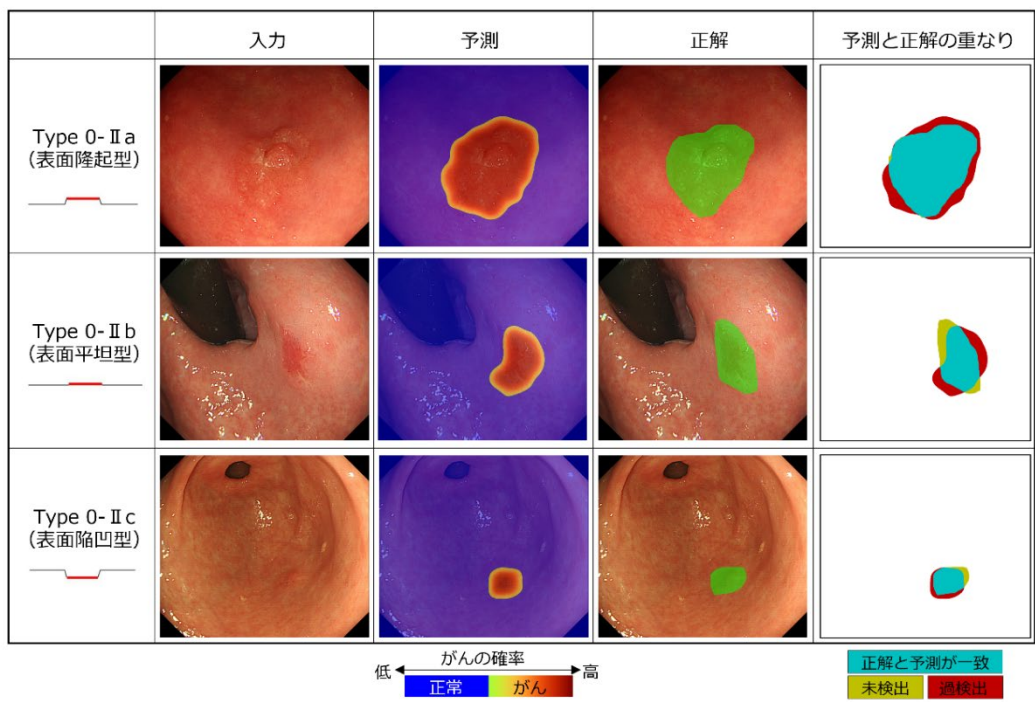 入力
予測
正解
予測と正解の重なり
Type 0-Ⅱa
（表面隆起型）
Type 0-Ⅱb
（表面平坦型）
Type 0-Ⅱc
（表面陥凹型）
がんの確率
低
高
正常
がん
正解と予測が一致
未検出
過検出